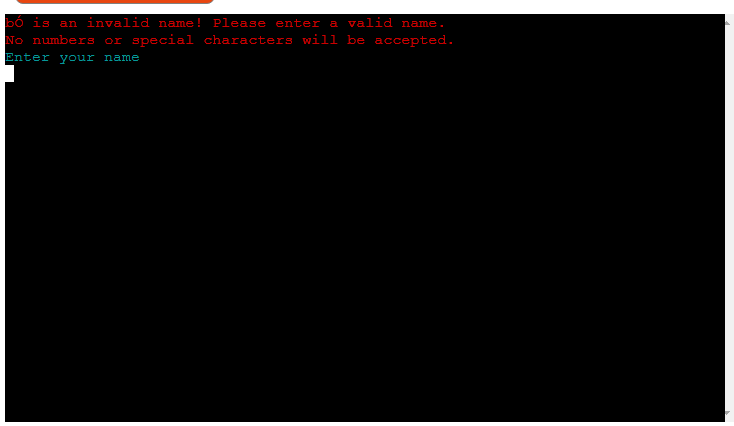 bÓ is an invalid name! Please enter a valid name.
No numbers or special characters will be accepted.
Enter your name